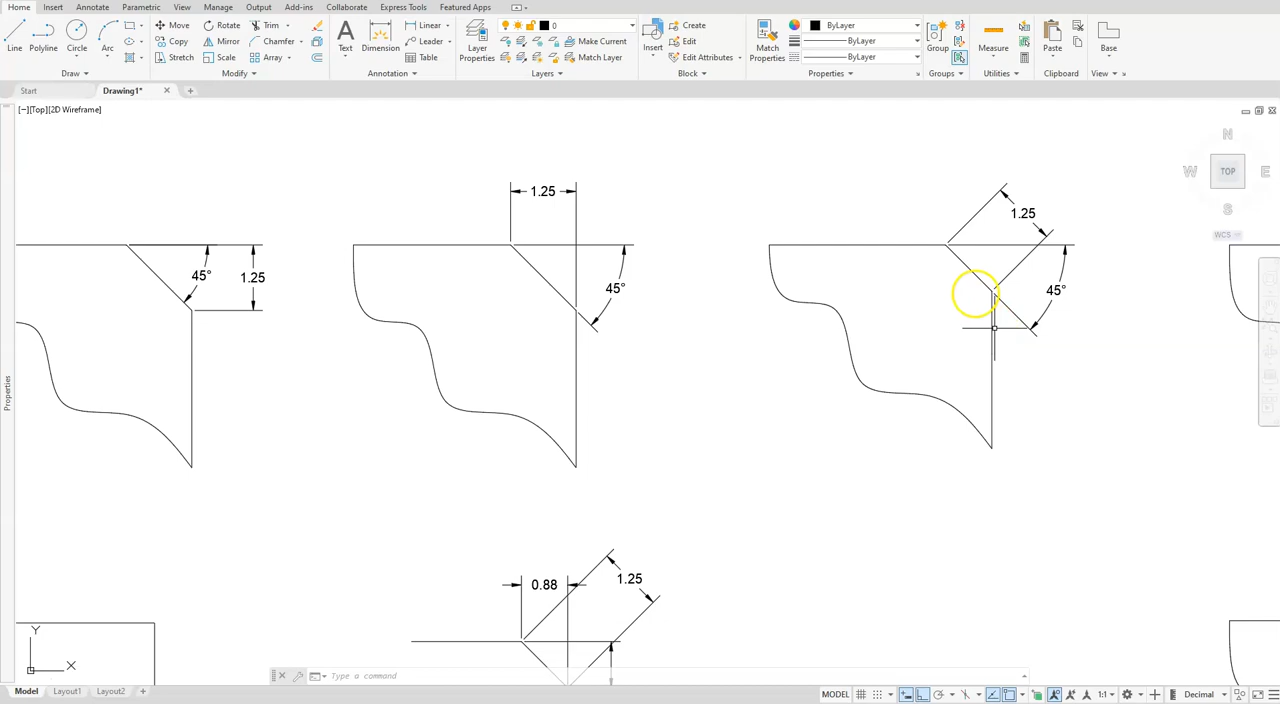 Home Insert Annotate Parametric View Manage Output Add-ins Collaborate Express Tools Featured Apps
Line Polyline Circle Arc
Move Rotate Trim
Copy Mirror Chamfer
Stretch Scale Array
Text Dimension
Linear
Leader
Table
Layer Properties
0
Make Current
Match Layer
Insert
Create
Edit
Edit Attributes
Match Properties
ByLayer
ByLayer
ByLayer
Group
Measure
Paste
Base
Draw Modify Annotation Layers Block Properties Groups Utilities Clipboard View
Start Drawing1*
[−][Top][2D Wireframe]
N
W TOP E
S
WCS
Properties
45°
1.25
1.25
45°
1.25
45°
0.88
1.25
Y
X
Type a command
Model Layout1 Layout2
MODEL 1:1 Decimal